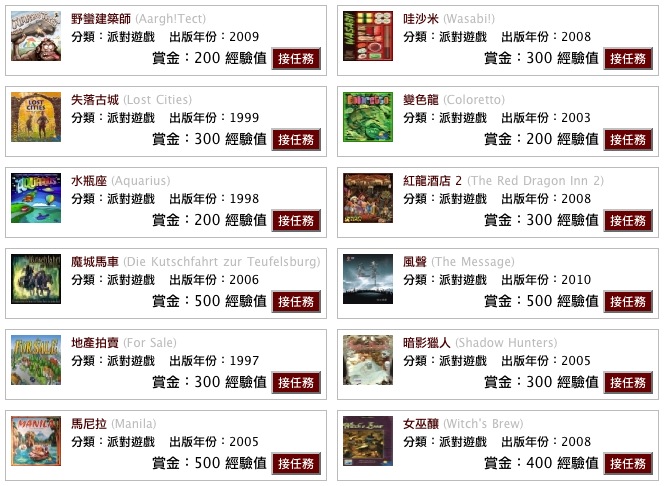 野蠻建築師 (Aargh!Tect)
分類：派對遊戲 出版年份：2009
賞金：200 經驗值 接任務
哇沙米 (Wasabi!)
分類：派對遊戲 出版年份：2008
賞金：300 經驗值 接任務
失落古城 (Lost Cities)
分類：派對遊戲 出版年份：1999
賞金：300 經驗值 接任務
變色龍 (Coloretto)
分類：派對遊戲 出版年份：2003
賞金：200 經驗值 接任務
水瓶座 (Aquarius)
分類：派對遊戲 出版年份：1998
賞金：200 經驗值 接任務
紅龍酒店 2 (The Red Dragon Inn 2)
分類：派對遊戲 出版年份：2008
賞金：300 經驗值 接任務
魔城馬車 (Die Kutschfahrt zur Teufelsburg)
分類：派對遊戲 出版年份：2006
賞金：500 經驗值 接任務
風聲 (The Message)
分類：派對遊戲 出版年份：2010
賞金：500 經驗值 接任務
地產拍賣 (For Sale)
分類：派對遊戲 出版年份：1997
賞金：300 經驗值 接任務
暗影獵人 (Shadow Hunters)
分類：派對遊戲 出版年份：2005
賞金：300 經驗值 接任務
馬尼拉 (Manila)
分類：派對遊戲 出版年份：2005
賞金：500 經驗值 接任務
女巫釀 (Witch's Brew)
分類：派對遊戲 出版年份：2008
賞金：400 經驗值 接任務
WASABI
LOST CITIES
AQUARIUS
Coloretto
FOR SALE
MANILA
Witch's Brew